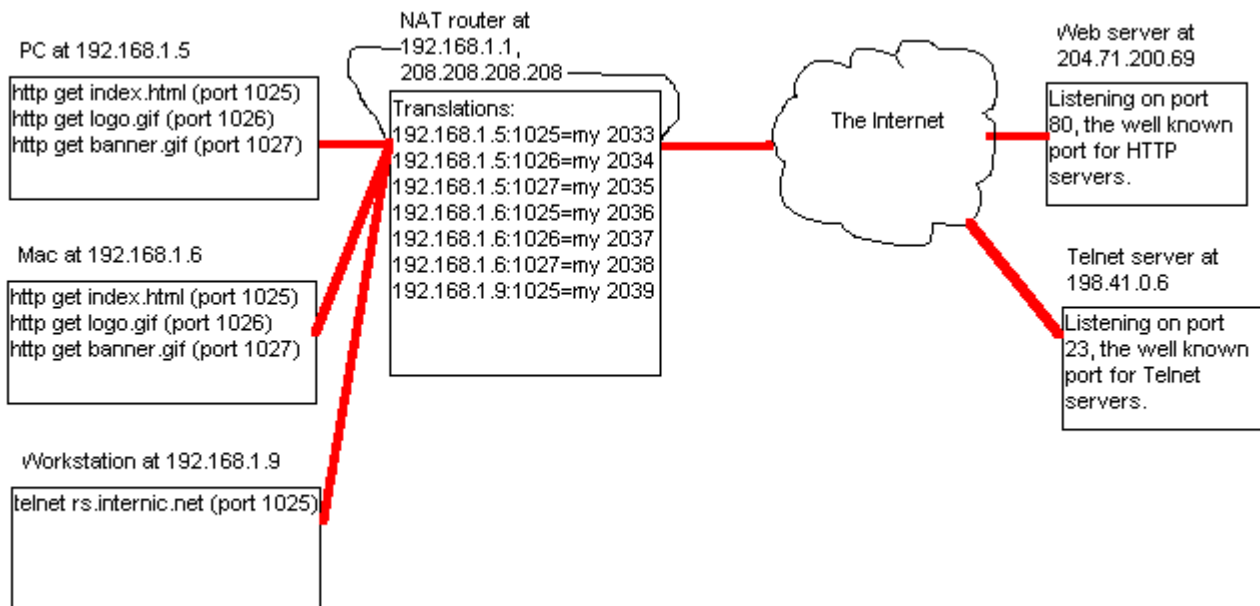 PC at 192.168.1.5
http get index.html (port 1025)
http get logo.gif (port 1026)
http get banner.gif (port 1027)
Mac at 192.168.1.6
http get index.html (port 1025)
http get logo.gif (port 1026)
http get banner.gif (port 1027)
Workstation at 192.168.1.9
telnet rs.internic.net (port 1025)
NAT router at
192.168.1.1,
208.208.208.208
Translations:
192.168.1.5:1025=my 2033
192.168.1.5:1026=my 2034
192.168.1.5:1027=my 2035
192.168.1.6:1025=my 2036
192.168.1.6:1026=my 2037
192.168.1.6:1027=my 2038
192.168.1.9:1025=my 2039
The Internet
Web server at
204.71.200.69
Listening on port
80, the well known
port for HTTP
servers.
Telnet server at
198.41.0.6
Listening on port
23, the well known
port for Telnet
servers.